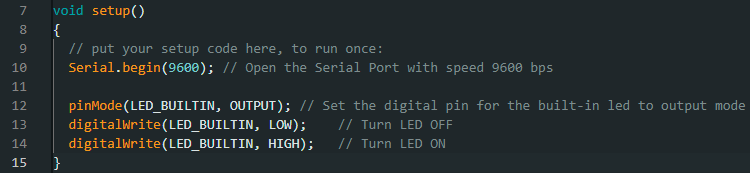 7 void setup()
8 {
9 // put your setup code here, to run once:
10 Serial.begin(9600); // Open the Serial Port with speed 9600 bps
11
12 pinMode(LED_BUILTIN, OUTPUT); // Set the digital pin for the built-in led to output mode
13 digitalWrite(LED_BUILTIN, LOW); // Turn LED OFF
14 digitalWrite(LED_BUILTIN, HIGH); // Turn LED ON
15 }